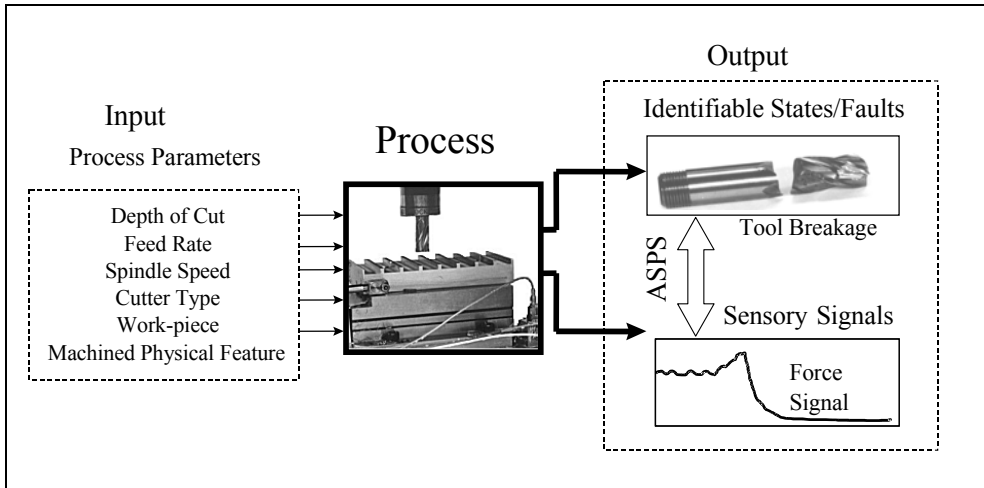 Input
Process Parameters
Depth of Cut
Feed Rate
Spindle Speed
Cutter Type
Work-piece
Machined Physical Feature
Process
Output
Identifiable States/Faults
Tool Breakage
ASPS
Sensory Signals
Force
Signal